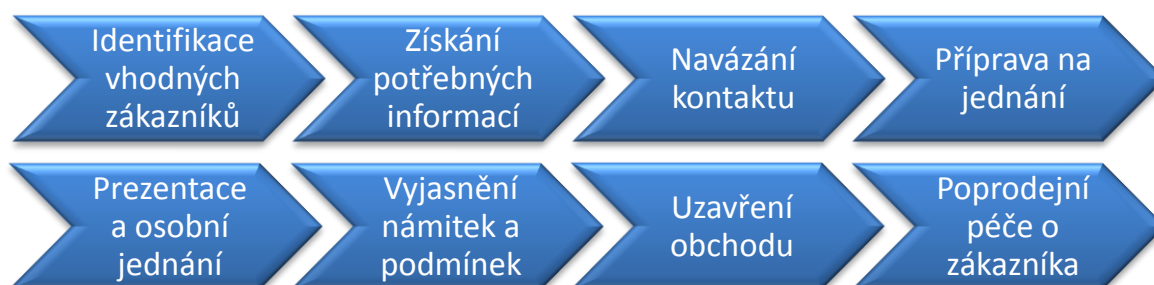 Identifikace
vhodných
zákazníků
Získání
potřebných
informací
Navázání
kontaktu
Příprava na
jednání
Prezentace
a osobní
jednání
Vyjasnění
námitek a
podmínek
Uzavření
obchodu
Poprodejní
péče o
zákazníka